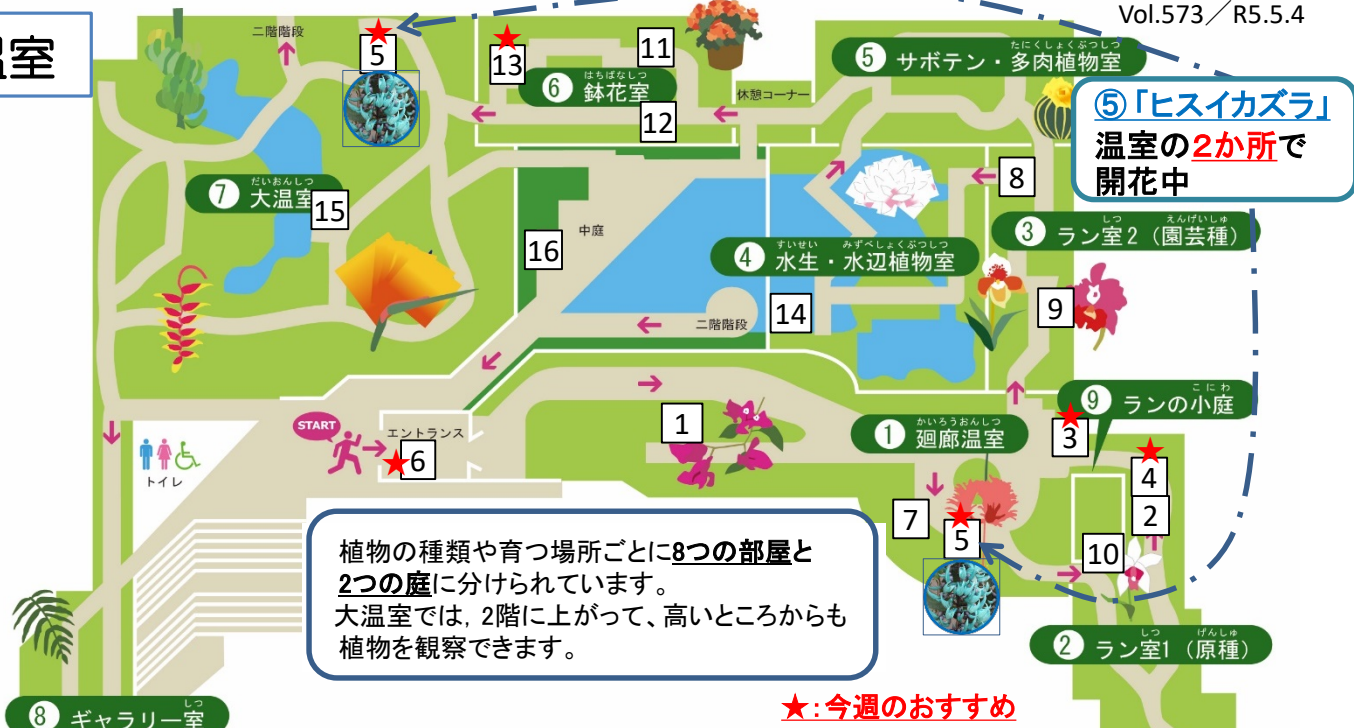 Vol.573／R5.5.4
温室
二階階段
5
13
11
⑥ 鉢花室
はちばなしつ
12
休憩コーナー
⑤ サボテン・多肉植物室
たにくしょくぶつしつ
⑤「ヒスイカズラ」
温室の2か所で
開花中
⑦ 大温室
だいおんしつ
15
16
中庭
8
③ ラン室2（園芸種）
しつ えんげいしゅ
④ 水生・水辺植物室
すいせい みずべしょくぶつしつ
14
9
二階階段
START
エントランス
6
トイレ
1
① 廻廊温室
かいろうおんしつ
⑨ ランの小庭
こにわ
3
4
2
7
5
10
② ラン室1（原種）
しつ げんしゅ
植物の種類や育つ場所ごとに8つの部屋と
2つの庭に分けられています。
大温室では，2階に上がって、高いところからも
植物を観察できます。
⑧ ギャラリー室
しつ
★：今週のおすすめ